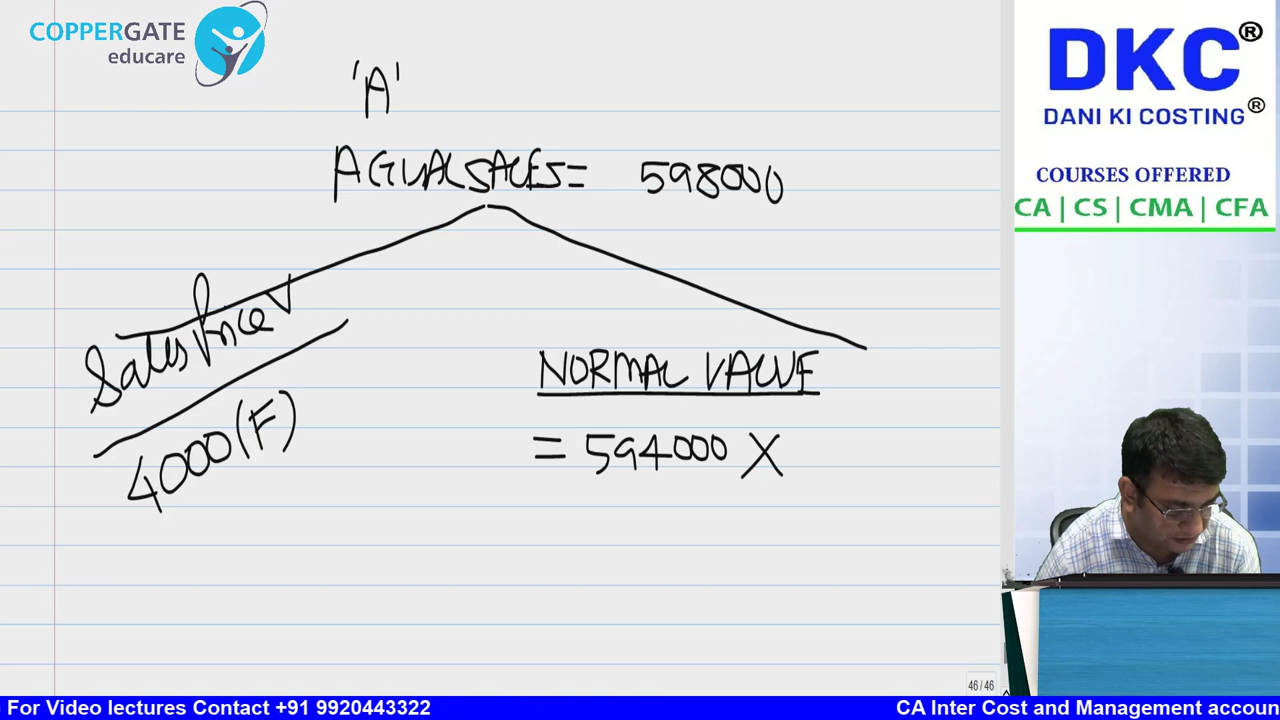 COPPERGATE
educare
'A'
ACTUAL SALES = 598000
Sales Price V
4000 (F)
NORMAL VALUE
= 594000 X
DKC®
DANI KI COSTING®
COURSES OFFERED
CA | CS | CMA | CFA
46 / 46
For Video lectures Contact +91 9920443322
CA Inter Cost and Management accoun